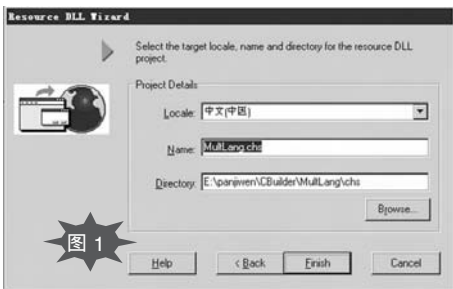 Resource DLL Wizard
Select the target locale, name and directory for the resource DLL
project.
Project Details
Locale: 中文(中国)
Name: MultLang.chs
Directory: E:\panjiwen\CBuilder\MultLang\chs
Browse...
图 1
Help
< Back
Finish
Cancel